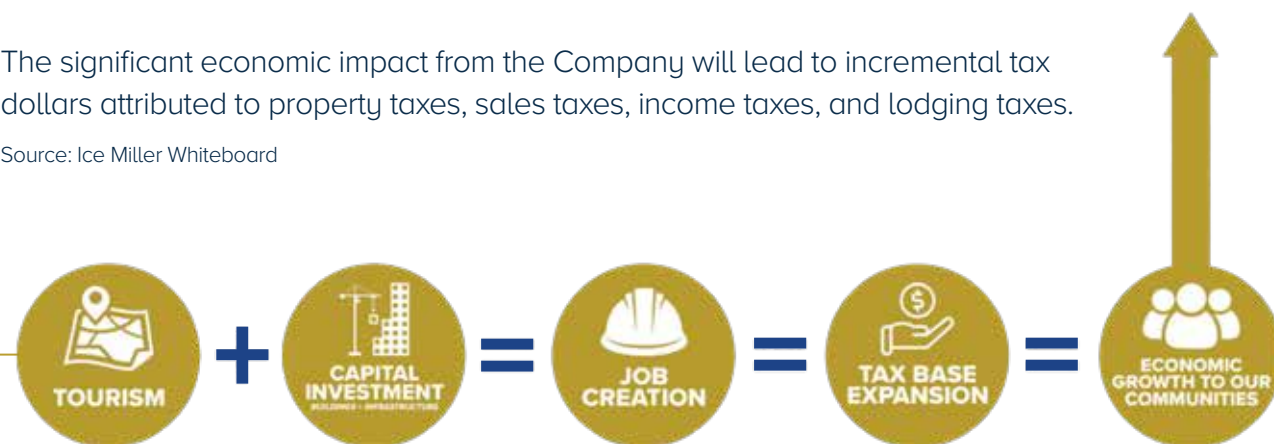 The significant economic impact from the Company will lead to incremental tax
dollars attributed to property taxes, sales taxes, income taxes, and lodging taxes.
Source: Ice Miller Whiteboard
TOURISM
+
CAPITAL
INVESTMENT
BUILDINGS + INFRASTRUCTURE
=
JOB
CREATION
=
$
TAX BASE
EXPANSION
=
ECONOMIC
GROWTH TO OUR
COMMUNITIES